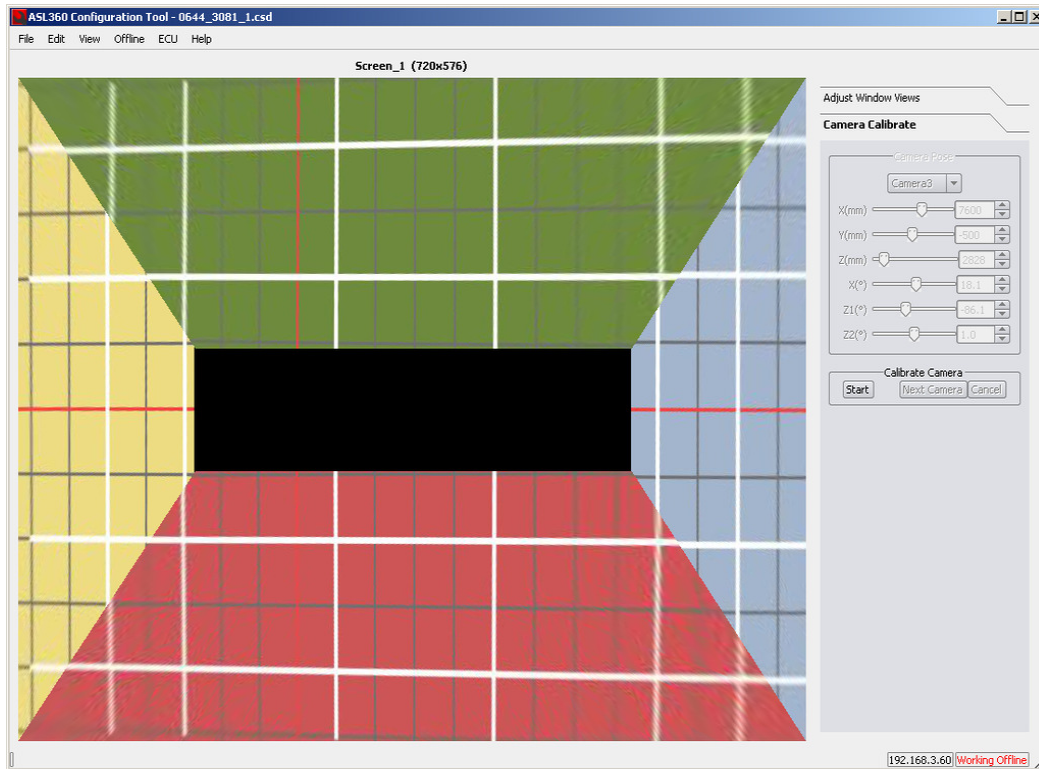 ASL360 Configuration Tool - 0644_3081_1.csd
File Edit View Offline ECU Help
Screen_1 (720x576)
Adjust Window Views
Camera Calibrate
Camera Pose
Camera3
X(mm) 7600
Y(mm) -500
Z(mm) 2828
X(°) 18.1
Z1(°) -86.1
Z2(°) 1.0
Calibrate Camera
Start Next Camera Cancel
192.168.3.60 Working Offline